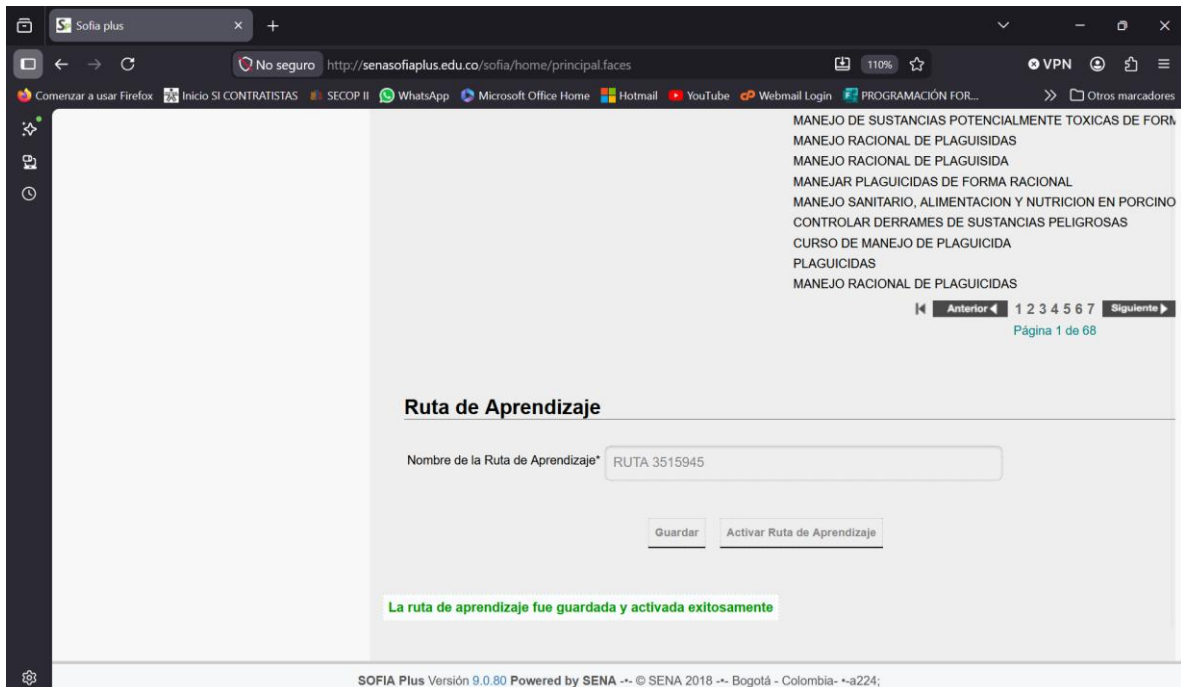 Sofia plus
No seguro http://senasofiaplus.edu.co/sofia/home/principal.faces 110% VPN
Comenzar a usar Firefox Inicio SI CONTRATISTAS SECOP II WhatsApp Microsoft Office Home Hotmail YouTube Webmail Login PROGRAMACIÓN FOR... Otros marcadores
MANEJO DE SUSTANCIAS POTENCIALMENTE TOXICAS DE FORM
MANEJO RACIONAL DE PLAGUISIDAS
MANEJO RACIONAL DE PLAGUISIDA
MANEJAR PLAGUICIDAS DE FORMA RACIONAL
MANEJO SANITARIO, ALIMENTACION Y NUTRICION EN PORCINO
CONTROLAR DERRAMES DE SUSTANCIAS PELIGROSAS
CURSO DE MANEJO DE PLAGUICIDA
PLAGUICIDAS
MANEJO RACIONAL DE PLAGUICIDAS
Anterior 1 2 3 4 5 6 7 Siguiente
Página 1 de 68
Ruta de Aprendizaje
Nombre de la Ruta de Aprendizaje* RUTA 3515945
Guardar Activar Ruta de Aprendizaje
La ruta de aprendizaje fue guardada y activada exitosamente
SOFIA Plus Versión 9.0.80 Powered by SENA -•- © SENA 2018 -•- Bogotá - Colombia- •-a224;